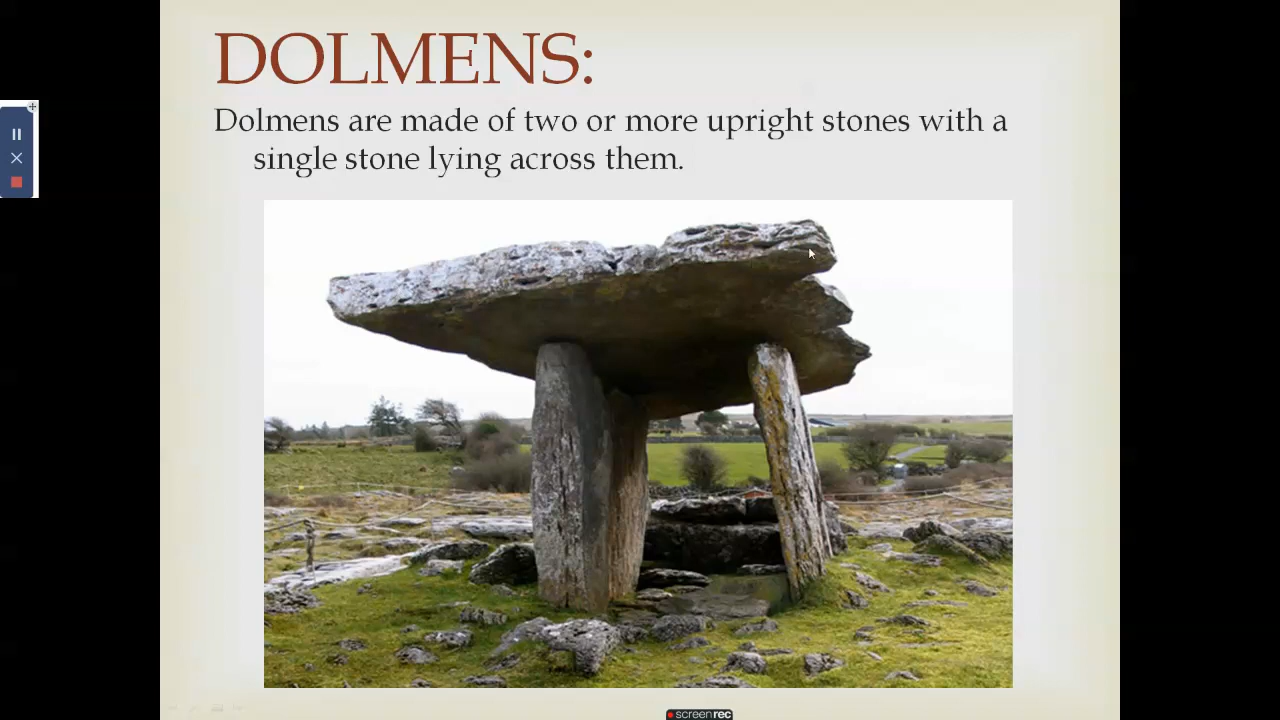 DOLMENS:
Dolmens are made of two or more upright stones with a
single stone lying across them.
screenrec